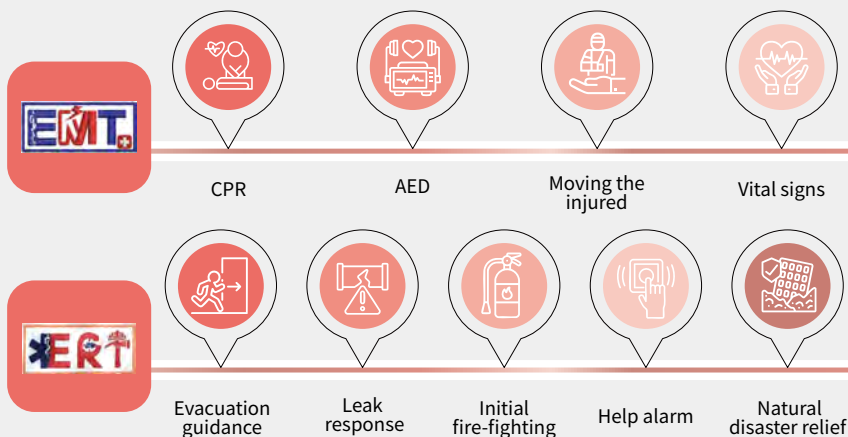 EMT
CPR
AED
Moving the
injured
Vital signs
ERT
Evacuation
guidance
Leak
response
Initial
fire-fighting
Help alarm
Natural
disaster relief